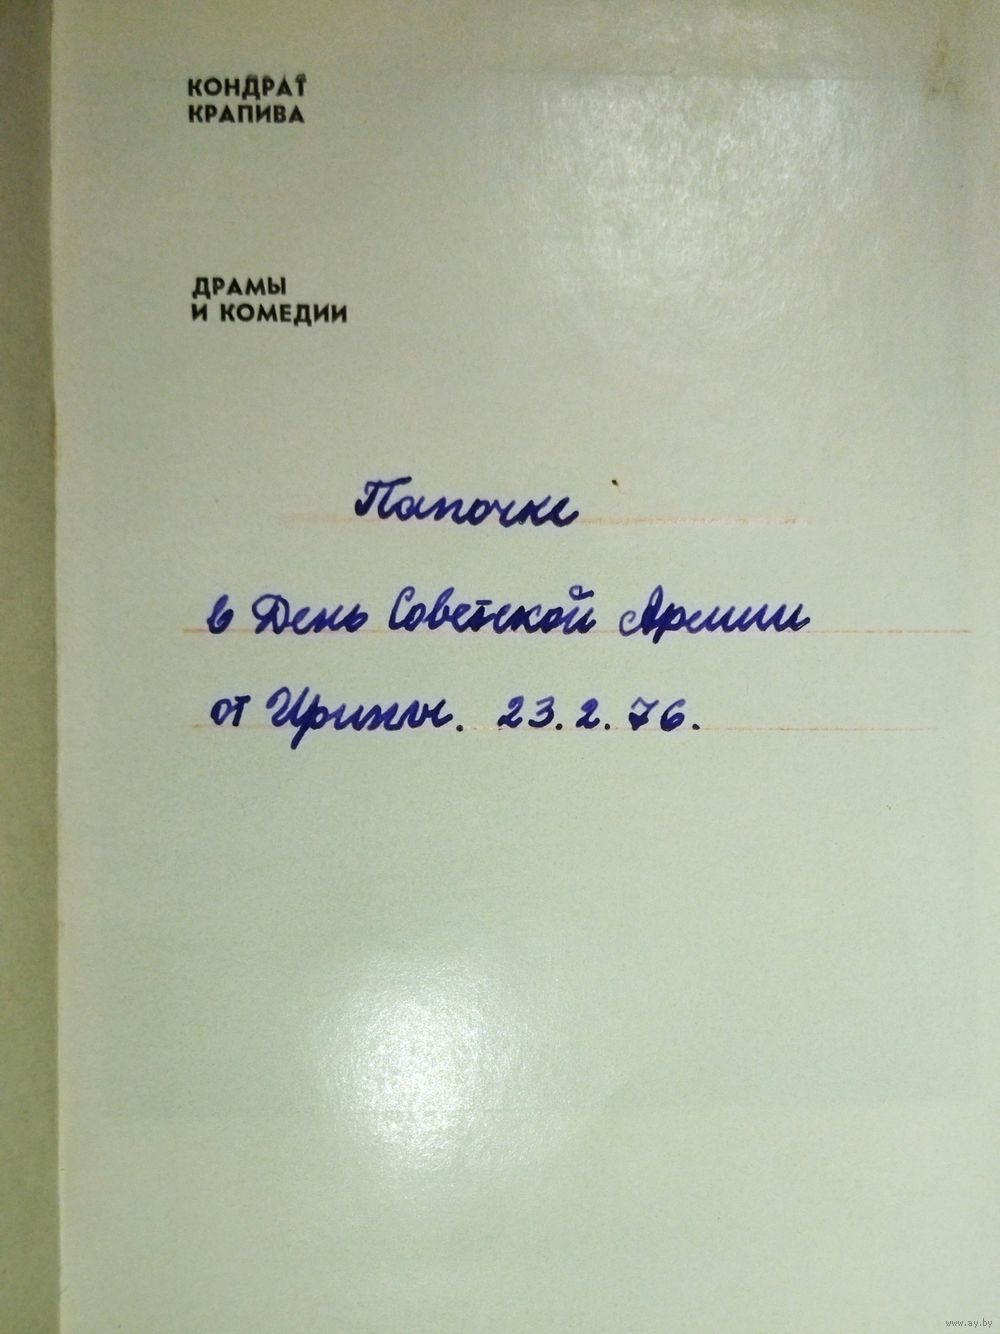 КОНДРАТ
КРАПИВА
ДРАМЫ
И КОМЕДИИ
Папочке
в День Советской Армии
от Ирины. 23.2.76.
www.ay.by